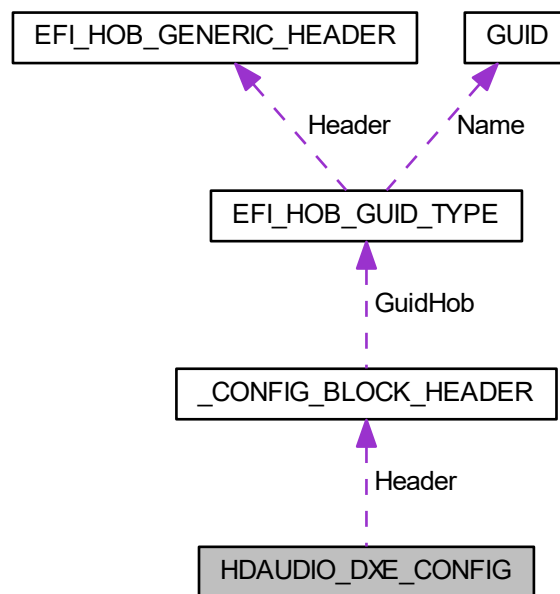 EFI_HOB_GENERIC_HEADER
GUID
Header
Name
EFI_HOB_GUID_TYPE
GuidHob
_CONFIG_BLOCK_HEADER
Header
HDAUDIO_DXE_CONFIG